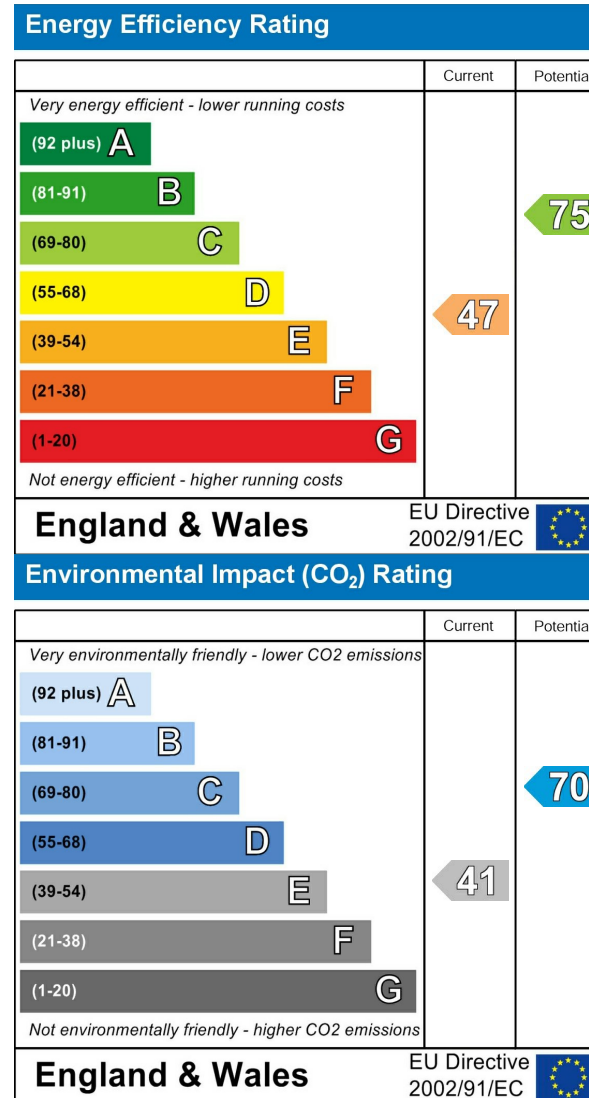 Energy Efficiency Rating
Current Potentia
Very energy efficient - lower running costs
(92 plus) A
(81-91) B
(69-80) C
75
(55-68) D
47
(39-54) E
(21-38) F
(1-20) G
Not energy efficient - higher running costs
England & Wales
EU Directive
2002/91/EC
Environmental Impact (CO₂) Rating
Current Potentia
Very environmentally friendly - lower CO2 emissions
(92 plus) A
(81-91) B
(69-80) C
70
(55-68) D
(39-54) E
41
(21-38) F
(1-20) G
Not environmentally friendly - higher CO2 emissions
England & Wales
EU Directive
2002/91/EC